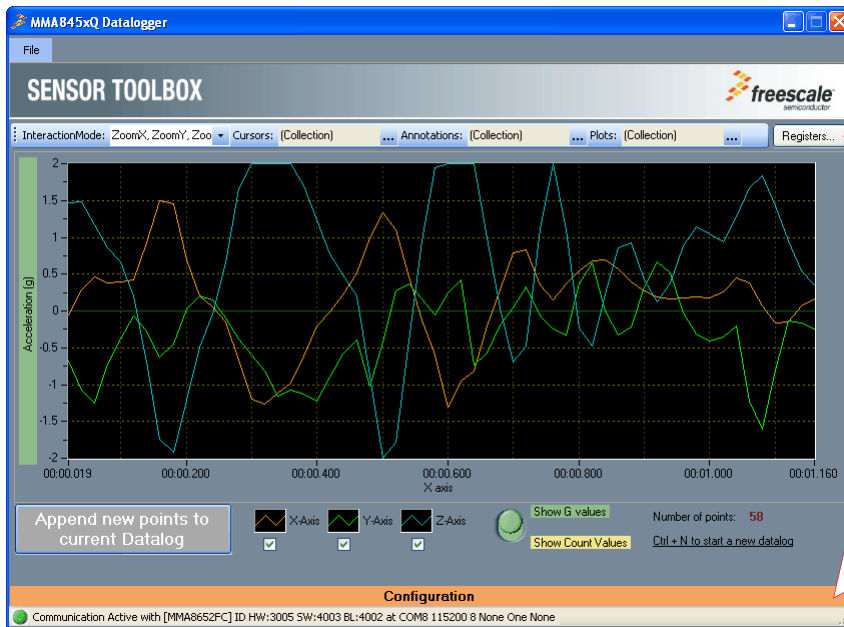 MMA845xQ Datalogger
File
SENSOR TOOLBOX
freescale
semiconductor
InteractionMode: ZoomX, ZoomY, Zoo Cursors: (Collection) ... Annotations: (Collection) ... Plots: (Collection) ... Registers...
Acceleration (g)
2
1.5
1
0.5
0
-0.5
-1
-1.5
-2
00:00.019 00:00.200 00:00.400 00:00.600 00:00.800 00:01.000 00:01.160
X axis
Append new points to
current Datalog
X-Axis Y-Axis Z-Axis
Show G values
Show Count Values
Number of points: 58
Ctrl + N to start a new datalog
Configuration
Communication Active with [MMA8652FC] ID HW:3005 SW:4003 BL:4002 at COM8 115200 8 None One None